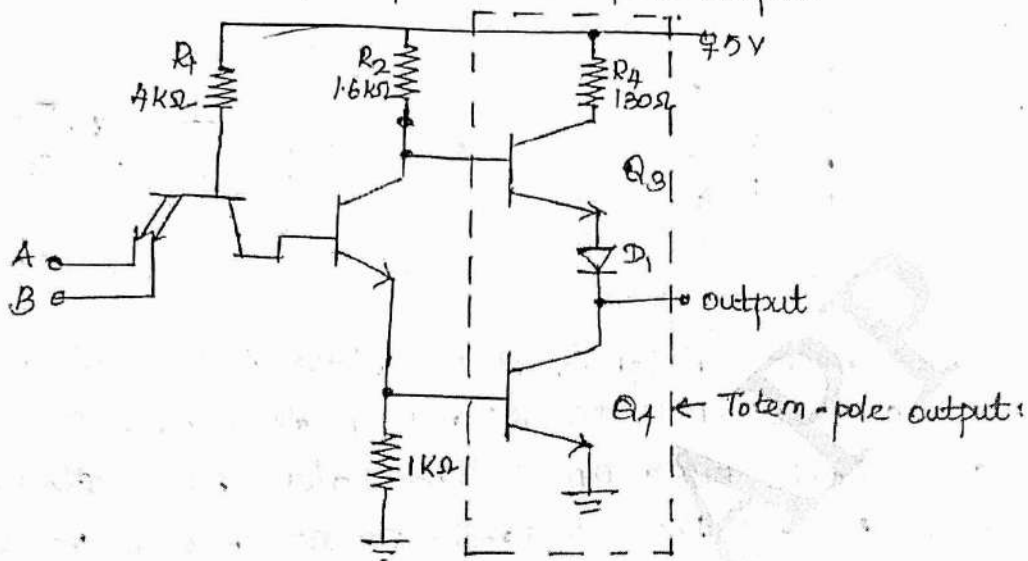 +5V
R1
4KΩ
R2
1.6KΩ
R4
130Ω
Q3
A
B
D1
output
Q4 ← Totem-pole output:
1KΩ